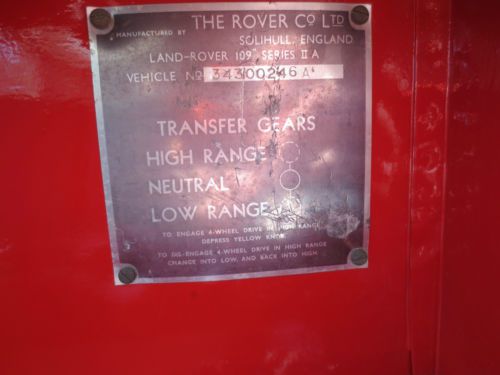 THE ROVER CO LTD
MANUFACTURED BY
SOLIHULL, ENGLAND
LAND-ROVER 109" SERIES II A
VEHICLE No 34300246 A
TRANSFER GEARS
HIGH RANGE
NEUTRAL
LOW RANGE
TO ENGAGE 4-WHEEL DRIVE IN HIGH RANGE
DEPRESS YELLOW KNOB
TO DIS-ENGAGE 4-WHEEL DRIVE IN HIGH RANGE
CHANGE INTO LOW AND BACK INTO HIGH